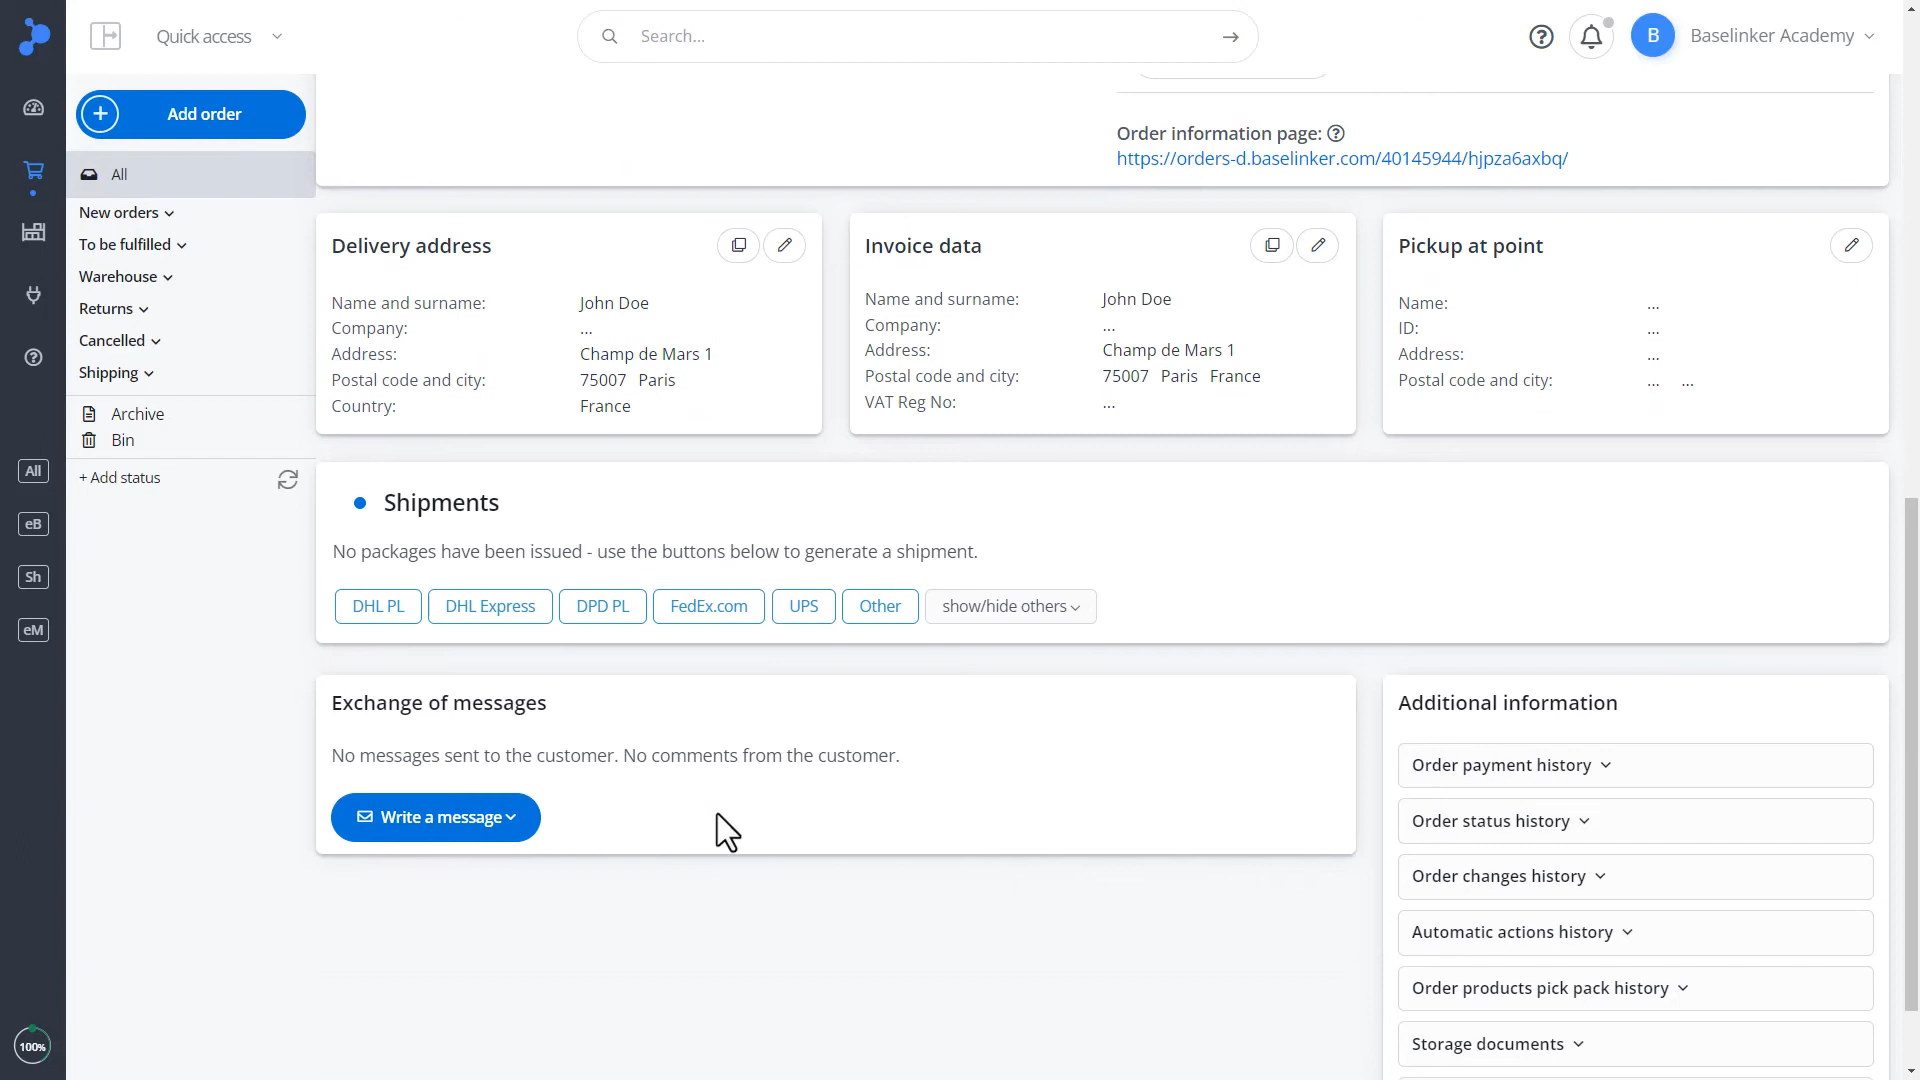 Quick access
Search...
B
Baselinker Academy
Add order
All
New orders
To be fulfilled
Warehouse
Returns
Cancelled
Shipping
Archive
Bin
+ Add status
All
eB
Sh
eM
100%
Order information page:
https://orders-d.baselinker.com/40145944/hjpza6axbq/
Delivery address
Name and surname: John Doe
Company: ...
Address: Champ de Mars 1
Postal code and city: 75007 Paris
Country: France
Invoice data
Name and surname: John Doe
Company: ...
Address: Champ de Mars 1
Postal code and city: 75007 Paris France
VAT Reg No: ...
Pickup at point
Name: ...
ID: ...
Address: ...
Postal code and city: ... ...
Shipments
No packages have been issued - use the buttons below to generate a shipment.
DHL PL DHL Express DPD PL FedEx.com UPS Other show/hide others
Exchange of messages
No messages sent to the customer. No comments from the customer.
Write a message
Additional information
Order payment history
Order status history
Order changes history
Automatic actions history
Order products pick pack history
Storage documents